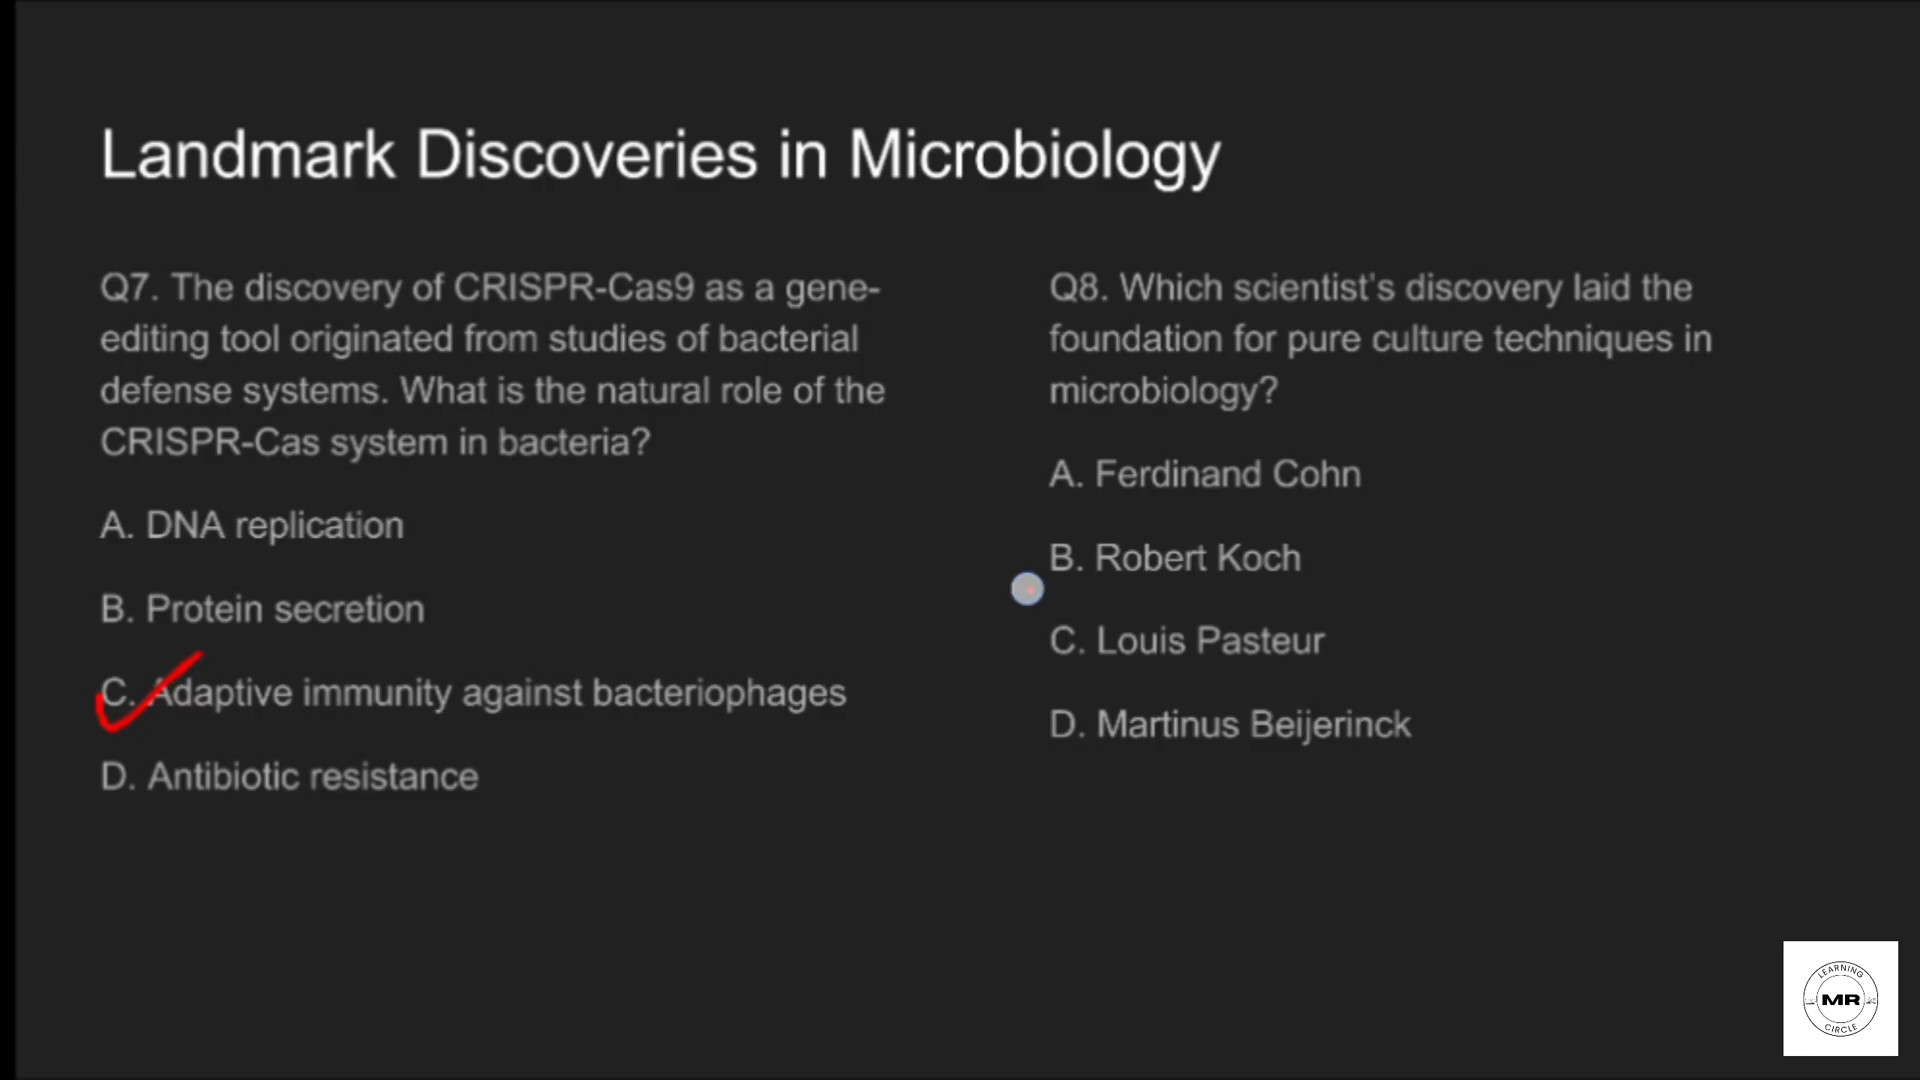 Landmark Discoveries in Microbiology
Q7. The discovery of CRISPR-Cas9 as a gene-
editing tool originated from studies of bacterial
defense systems. What is the natural role of the
CRISPR-Cas system in bacteria?
A. DNA replication
B. Protein secretion
C. Adaptive immunity against bacteriophages
D. Antibiotic resistance
Q8. Which scientist's discovery laid the
foundation for pure culture techniques in
microbiology?
A. Ferdinand Cohn
B. Robert Koch
C. Louis Pasteur
D. Martinus Beijerinck
LEARNING
MR
CIRCLE